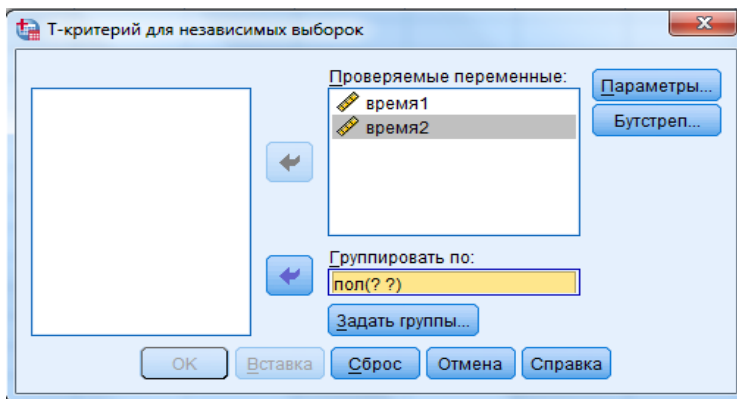 Т-критерий для независимых выборок
Проверяемые переменные:
время1
время2
Параметры...
Бутстреп...
Группировать по:
пол(? ?)
Задать группы...
ОК
Вставка
Сброс
Отмена
Справка